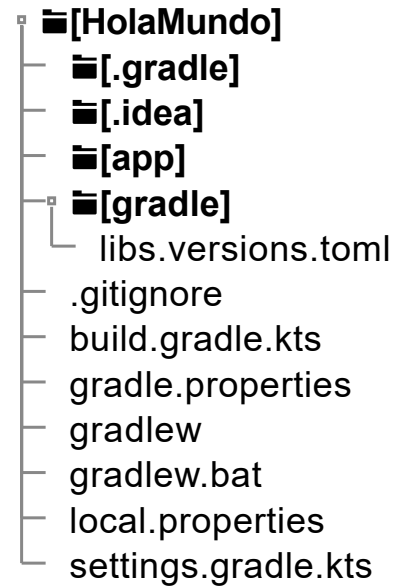 [HolaMundo]
[.gradle]
[.idea]
[app]
[gradle]
libs.versions.toml
.gitignore
build.gradle.kts
gradle.properties
gradlew
gradlew.bat
local.properties
settings.gradle.kts